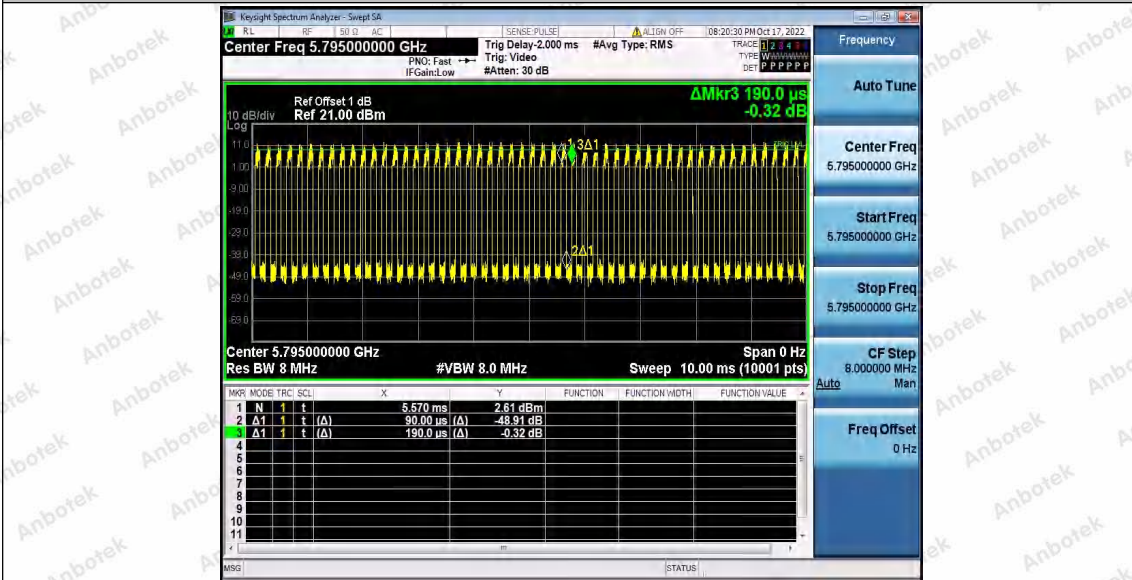 Keysight Spectrum Analyzer - Swept SA
RL RF 50 Ω AC SENSE:PULSE ALIGN OFF 08:20:30 PM Oct 17, 2022
Center Freq 5.795000000 GHz
PNO: Fast
IFGain:Low
Trig Delay-2.000 ms
Trig: Video
#Atten: 30 dB
#Avg Type: RMS
TRACE 1 2 3 4 5 6
TYPE WWWWWW
DET P P P P P P
ΔMkr3 190.0 µs
-0.32 dB
Ref Offset 1 dB
10 dB/div Ref 21.00 dBm
Log
11.0
1.00
-9.00
-19.0
-29.0
-39.0
-49.0
-59.0
-69.0
1 3Δ1
2Δ1
Center 5.795000000 GHz Span 0 Hz
Res BW 8 MHz #VBW 8.0 MHz Sweep 10.00 ms (10001 pts)
MKR MODE TRC SCL X Y FUNCTION FUNCTION WIDTH FUNCTION VALUE
1 N 1 t 5.570 ms 2.61 dBm
2 Δ1 1 t (Δ) 90.00 µs (Δ) -48.91 dB
3 Δ1 1 t (Δ) 190.0 µs (Δ) -0.32 dB
4
5
6
7
8
9
10
11
MSG STATUS
Frequency
Auto Tune
Center Freq
5.795000000 GHz
Start Freq
5.795000000 GHz
Stop Freq
5.795000000 GHz
CF Step
8.000000 MHz
Auto Man
Freq Offset
0 Hz
Anbotek